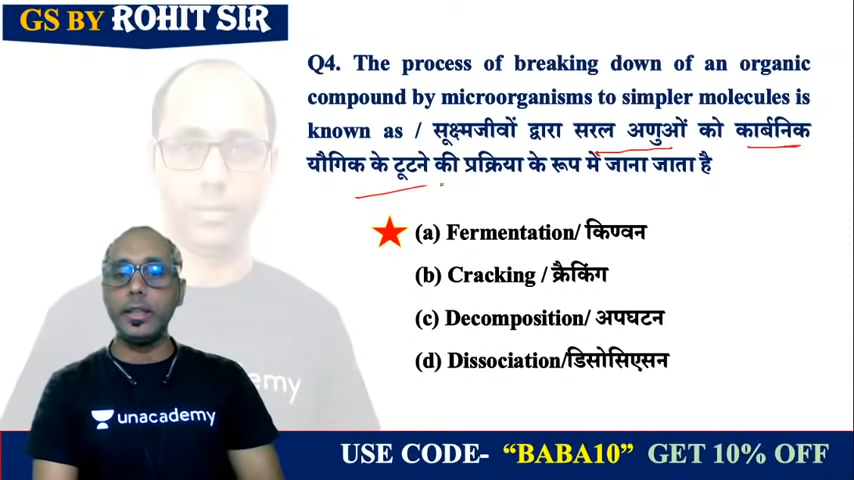 GS BY ROHIT SIR
Q4. The process of breaking down of an organic
compound by microorganisms to simpler molecules is
known as / सूक्ष्मजीवों द्वारा सरल अणुओं को कार्बनिक
यौगिक के टूटने की प्रक्रिया के रूप में जाना जाता है
(a) Fermentation/ किण्वन
(b) Cracking / क्रैकिंग
(c) Decomposition/ अपघटन
(d) Dissociation/डिसोसिएसन
emy
unacademy
USE CODE- “BABA10” GET 10% OFF